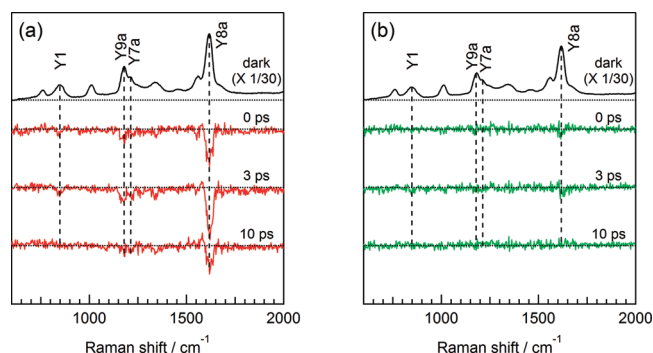 (a)
Y1
Y9a
Y7a
Y8a
dark
(X 1/30)
0 ps
3 ps
10 ps
1000
1500
2000
Raman shift / cm⁻¹
(b)
Y1
Y9a
Y7a
Y8a
dark
(X 1/30)
0 ps
3 ps
10 ps
1000
1500
2000
Raman shift / cm⁻¹